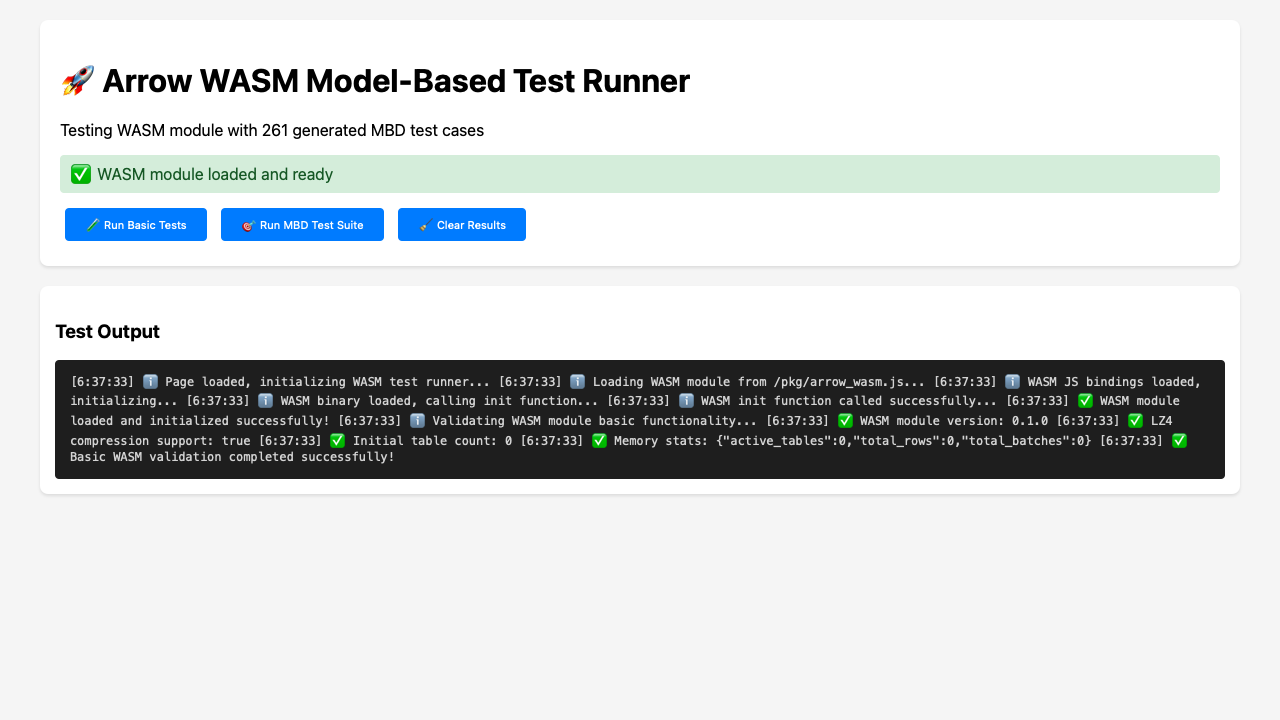 🚀 Arrow WASM Model-Based Test Runner
Testing WASM module with 261 generated MBD test cases
✅ WASM module loaded and ready
🧪 Run Basic Tests
🎯 Run MBD Test Suite
🧹 Clear Results
Test Output
[6:37:33] ℹ️ Page loaded, initializing WASM test runner... [6:37:33] ℹ️ Loading WASM module from /pkg/arrow_wasm.js... [6:37:33] ℹ️ WASM JS bindings loaded,
initializing... [6:37:33] ℹ️ WASM binary loaded, calling init function... [6:37:33] ℹ️ WASM init function called successfully... [6:37:33] ✅ WASM module
loaded and initialized successfully! [6:37:33] ℹ️ Validating WASM module basic functionality... [6:37:33] ✅ WASM module version: 0.1.0 [6:37:33] ✅ LZ4
compression support: true [6:37:33] ✅ Initial table count: 0 [6:37:33] ✅ Memory stats: {"active_tables":0,"total_rows":0,"total_batches":0} [6:37:33] ✅
Basic WASM validation completed successfully!